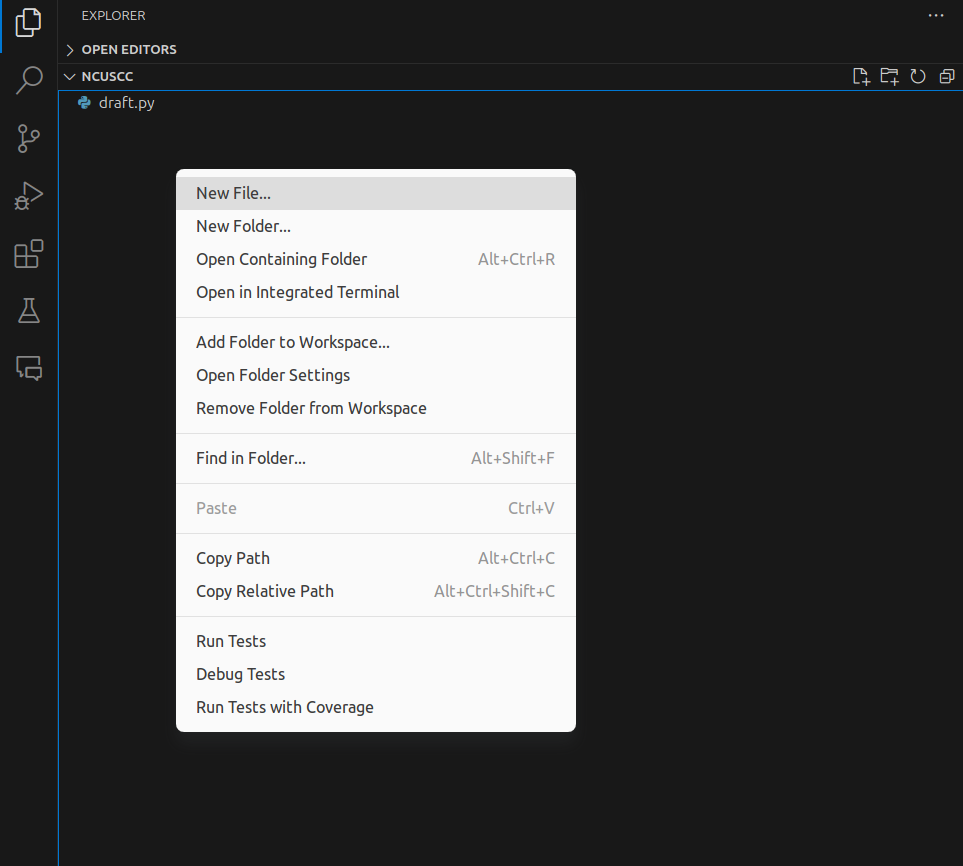 EXPLORER
OPEN EDITORS
NCUSCC
draft.py
New File...
New Folder...
Open Containing Folder Alt+Ctrl+R
Open in Integrated Terminal
Add Folder to Workspace...
Open Folder Settings
Remove Folder from Workspace
Find in Folder... Alt+Shift+F
Paste Ctrl+V
Copy Path Alt+Ctrl+C
Copy Relative Path Alt+Ctrl+Shift+C
Run Tests
Debug Tests
Run Tests with Coverage